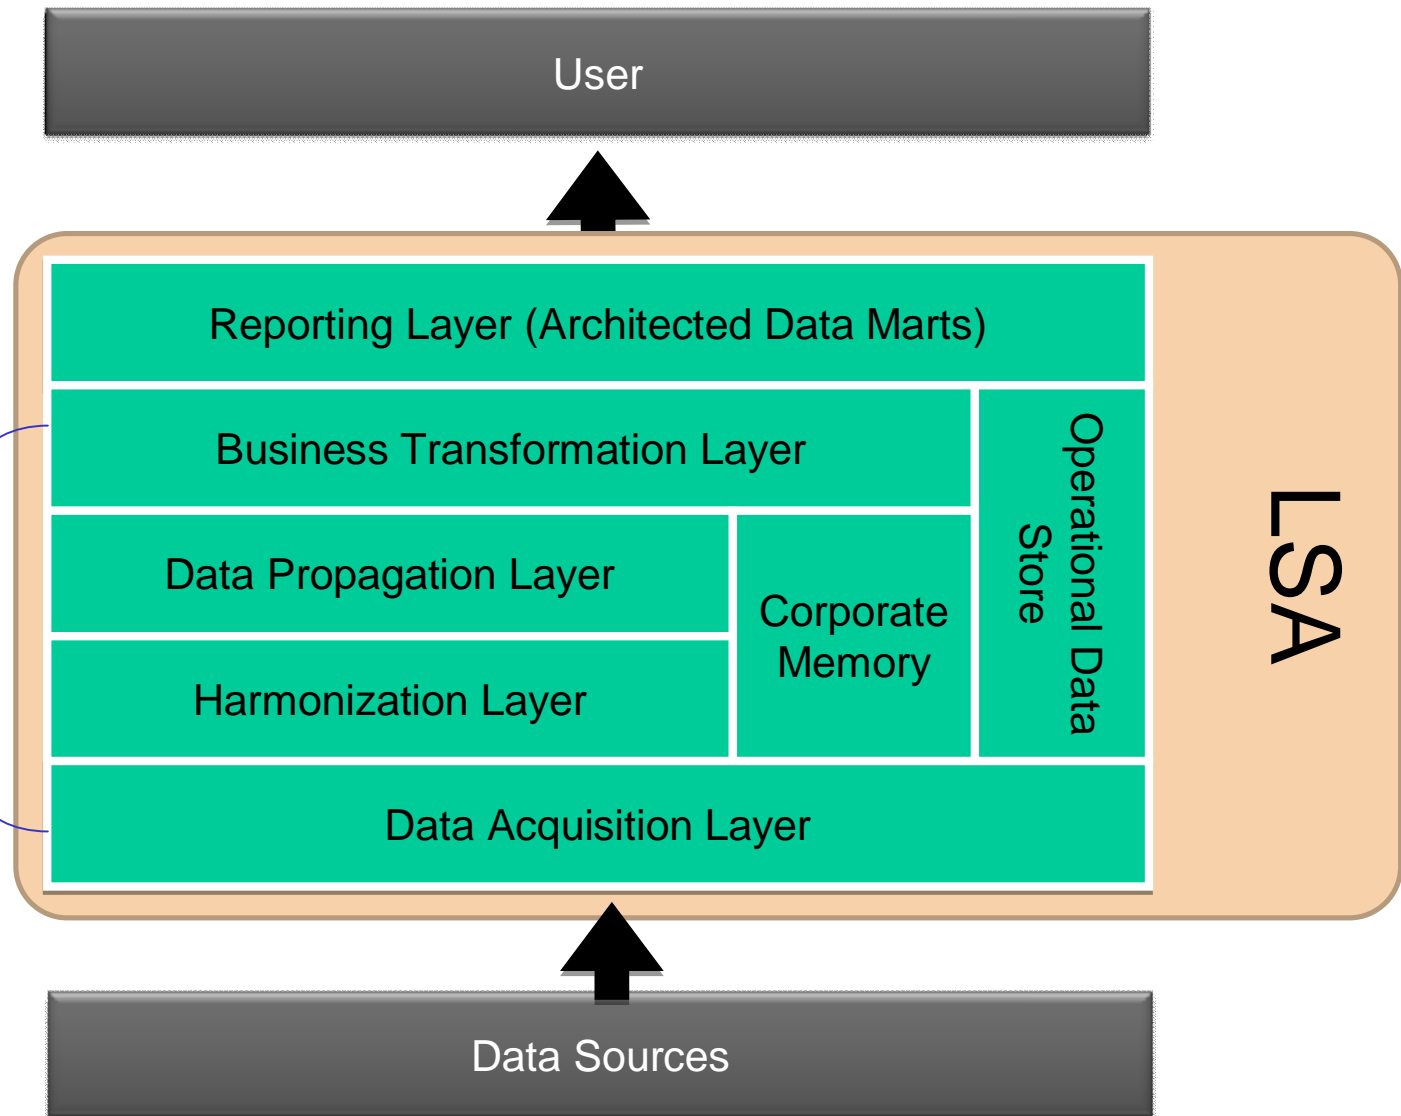 User
Reporting Layer (Architected Data Marts)
Business Transformation Layer
Operational Data
Store
Data Propagation Layer
Corporate
Memory
Harmonization Layer
Data Acquisition Layer
LSA
Data Sources